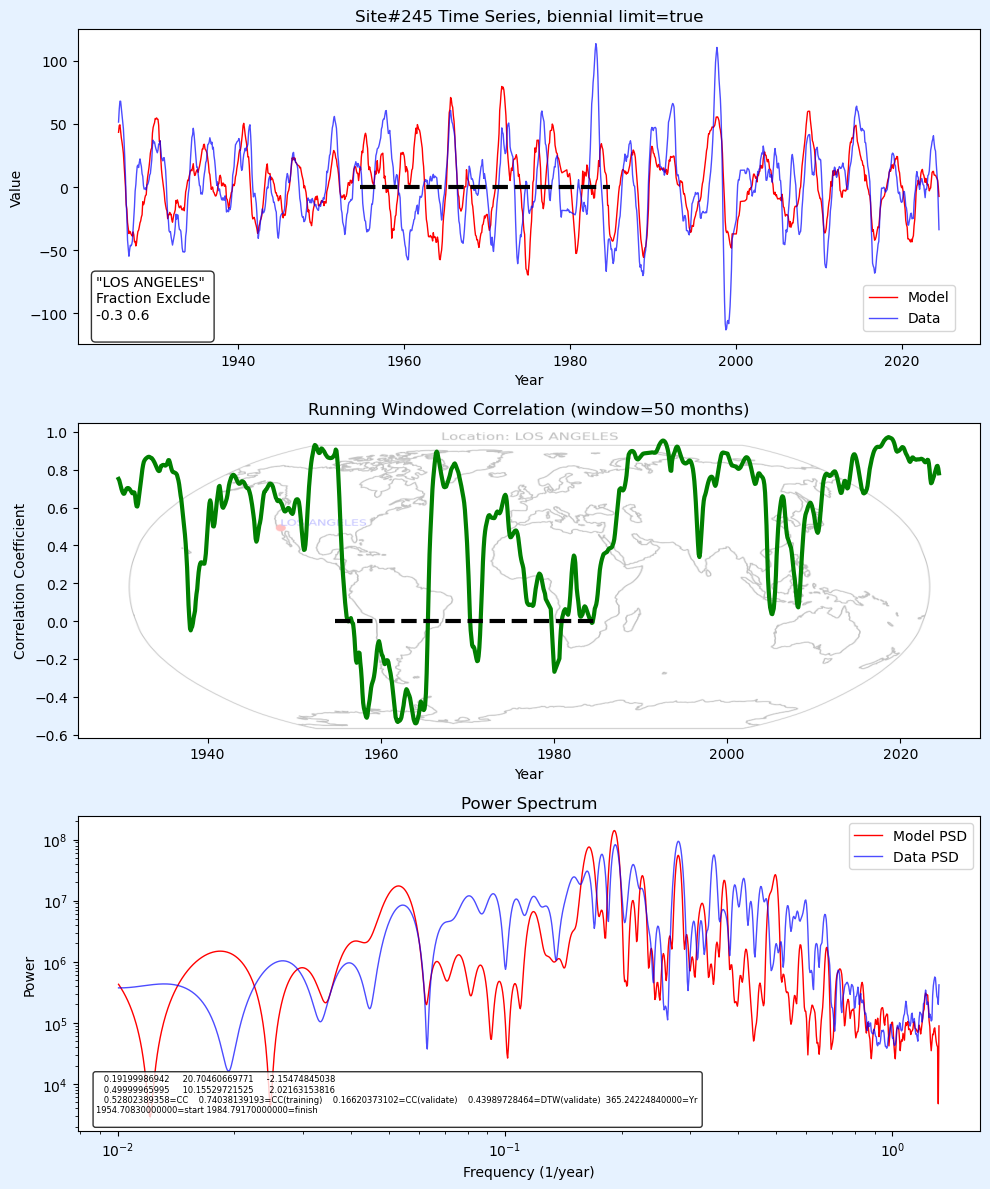 Site#245 Time Series, biennial limit=true
100
50
0
−50
−100
Value
"LOS ANGELES"
Fraction Exclude
-0.3 0.6
Model
Data
1940 1960 1980 2000 2020
Year
Running Windowed Correlation (window=50 months)
Location: LOS ANGELES
LOS ANGELES
1.0
0.8
0.6
0.4
0.2
0.0
−0.2
−0.4
−0.6
Correlation Coefficient
1940 1960 1980 2000 2020
Year
Power Spectrum
Model PSD
Data PSD
10^8
10^7
10^6
10^5
10^4
Power
0.19199986942 20.70460669771 -2.15474845038
0.49999965995 10.15529721525 2.02163153816
0.52802389358=CC 0.74038139193=CC(training) 0.16620373102=CC(validate) 0.43989728464=DTW(validate) 365.24224840000=Yr
1954.70830000000=start 1984.79170000000=finish
10^−2 10^−1 10^0
Frequency (1/year)